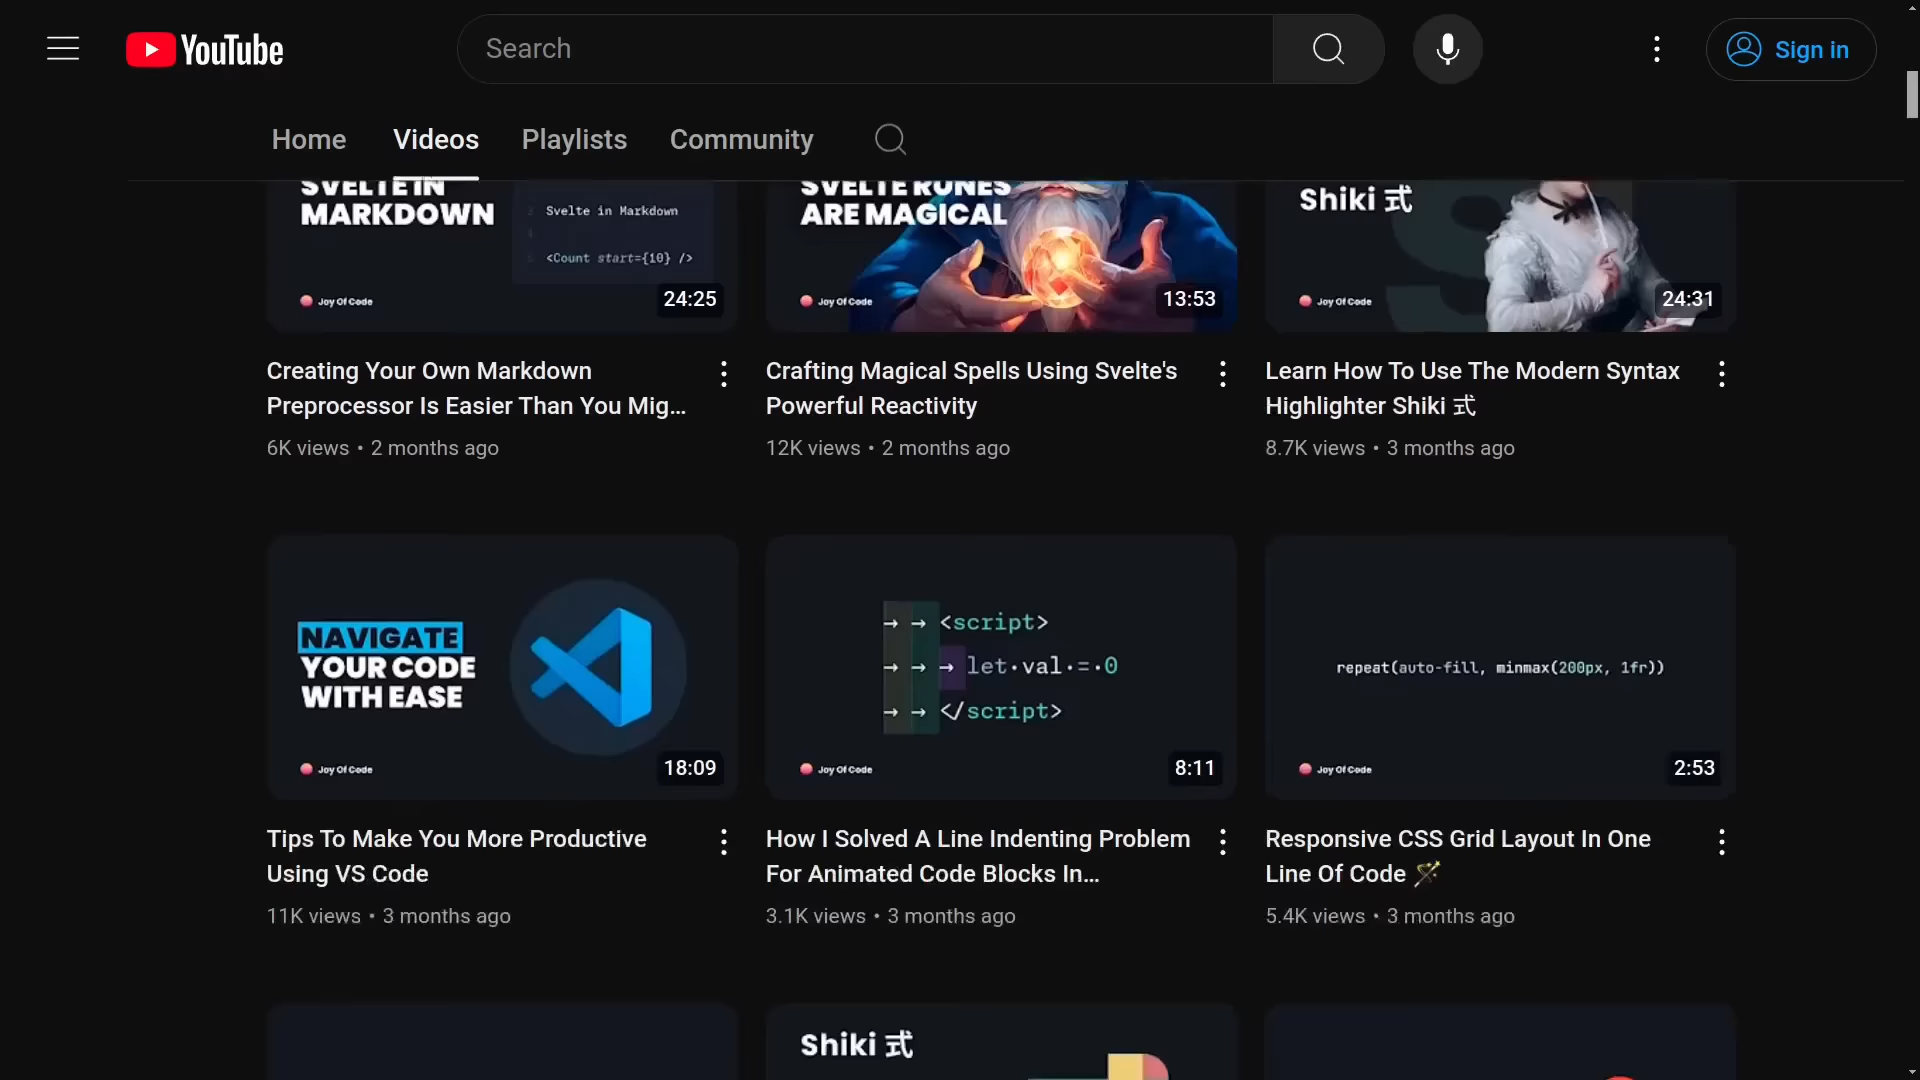 YouTube
Search
Sign in
Home
Videos
Playlists
Community
SVELTE IN
MARKDOWN
Svelte in Markdown
<Count start={10} />
Joy Of Code
24:25
SVELTE RUNES
ARE MAGICAL
Joy Of Code
13:53
Shiki 式
Joy Of Code
24:31
Creating Your Own Markdown
Preprocessor Is Easier Than You Mig...
6K views • 2 months ago
Crafting Magical Spells Using Svelte's
Powerful Reactivity
12K views • 2 months ago
Learn How To Use The Modern Syntax
Highlighter Shiki 式
8.7K views • 3 months ago
NAVIGATE
YOUR CODE
WITH EASE
Joy Of Code
18:09
→ → <script>
→ → → let·val·=·0
→ → </script>
Joy Of Code
8:11
repeat(auto-fill, minmax(200px, 1fr))
Joy Of Code
2:53
Tips To Make You More Productive
Using VS Code
11K views • 3 months ago
How I Solved A Line Indenting Problem
For Animated Code Blocks In...
3.1K views • 3 months ago
Responsive CSS Grid Layout In One
Line Of Code 🪄
5.4K views • 3 months ago
Shiki 式